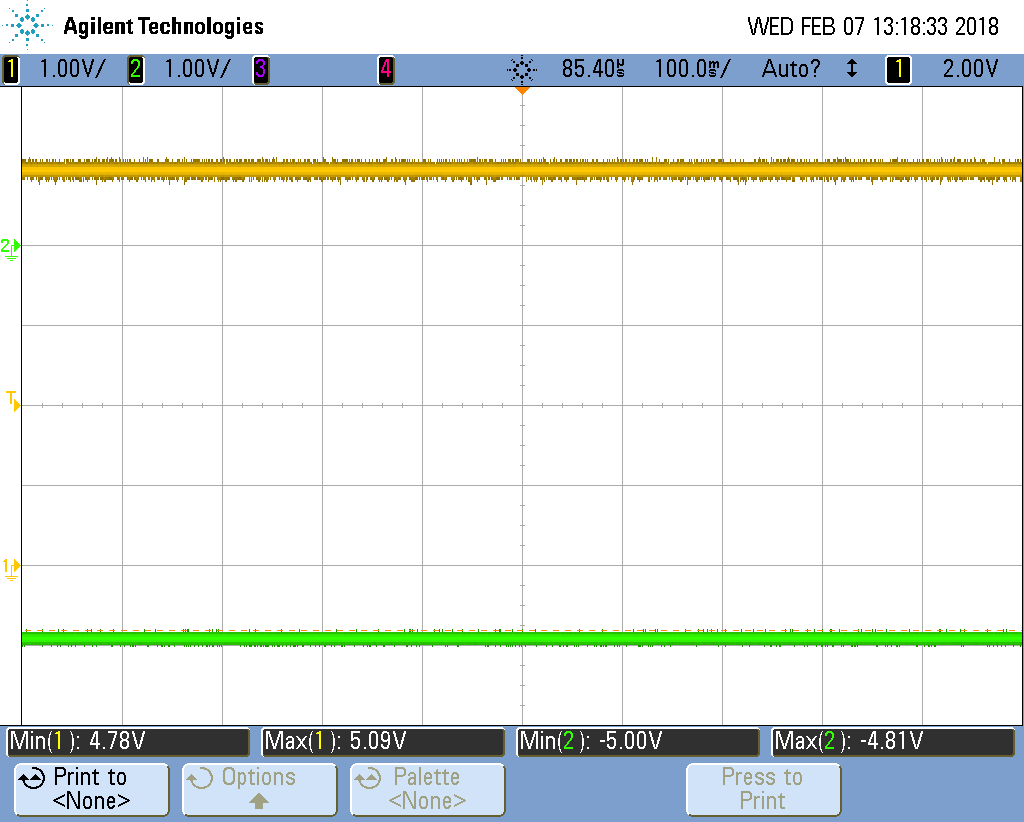 Agilent Technologies WED FEB 07 13:18:33 2018
1 1.00V/ 2 1.00V/ 3 4 85.40µs 100.0ms/ Auto? ↕ 1 2.00V
2
T
1
Min(1): 4.78V Max(1): 5.09V Min(2): -5.00V Max(2): -4.81V
Print to Options Palette Press to
<None> <None> Print